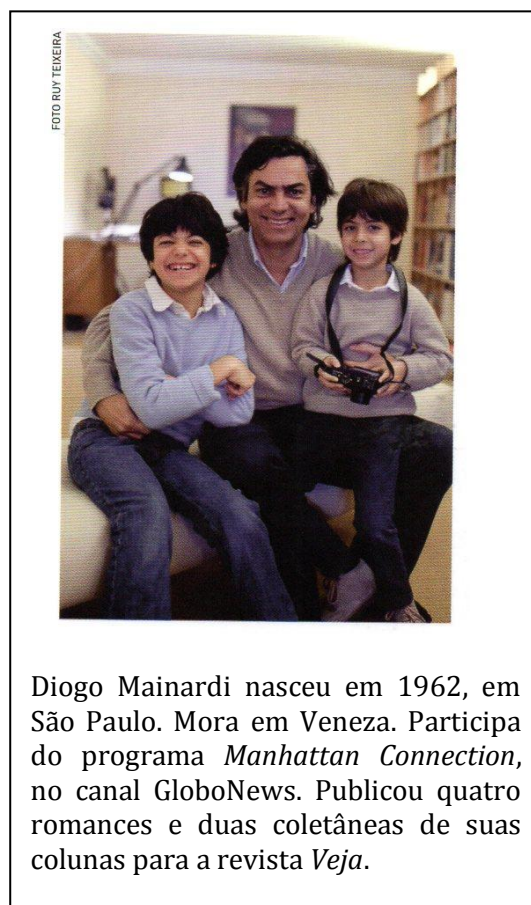 FOTO RUY TEIXEIRA
Diogo Mainardi nasceu em 1962, em
São Paulo. Mora em Veneza. Participa
do programa Manhattan Connection,
no canal GloboNews. Publicou quatro
romances e duas coletâneas de suas
colunas para a revista Veja.